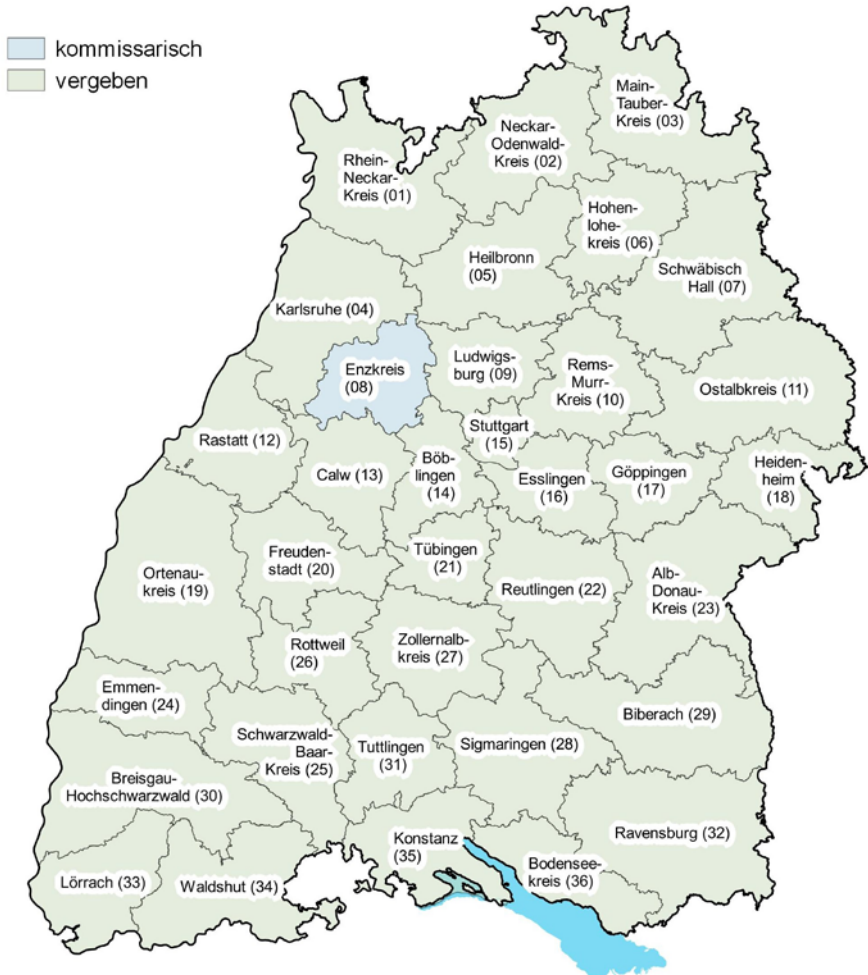 kommissarisch
vergeben
Main-
Tauber-
Kreis (03)
Neckar-
Odenwald-
Kreis (02)
Rhein-
Neckar-
Kreis (01)
Hohen-
lohe-
kreis (06)
Heilbronn
(05)
Schwäbisch
Hall (07)
Karlsruhe (04)
Enzkreis
(08)
Ludwigs-
burg (09)
Rems-
Murr-
Kreis (10)
Ostalbkreis (11)
Rastatt (12)
Stuttgart
(15)
Calw (13)
Böb-
lingen
(14)
Esslingen
(16)
Göppingen
(17)
Heiden-
heim
(18)
Freuden-
stadt (20)
Tübingen
(21)
Ortenau-
kreis (19)
Reutlingen (22)
Alb-
Donau-
Kreis (23)
Rottweil
(26)
Zollernalb-
kreis (27)
Emmen-
dingen (24)
Schwarzwald-
Baar-
Kreis (25)
Tuttlingen
(31)
Sigmaringen (28)
Biberach (29)
Breisgau-
Hochschwarzwald (30)
Konstanz
(35)
Ravensburg (32)
Bodensee-
kreis (36)
Lörrach (33)
Waldshut (34)